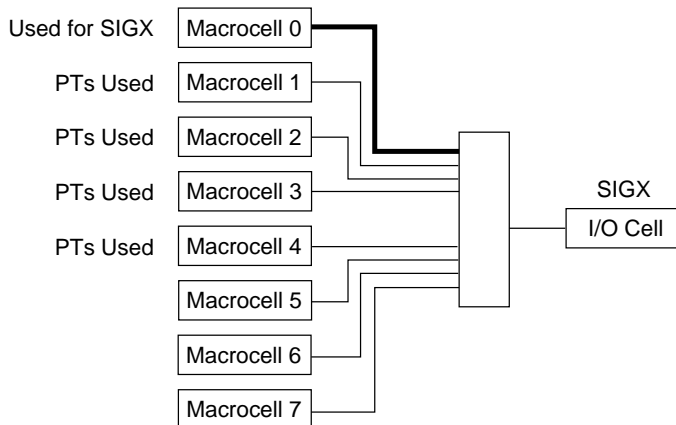 Used for SIGX Macrocell 0
PTs Used Macrocell 1
PTs Used Macrocell 2
PTs Used Macrocell 3
SIGX
I/O Cell
PTs Used Macrocell 4
Macrocell 5
Macrocell 6
Macrocell 7